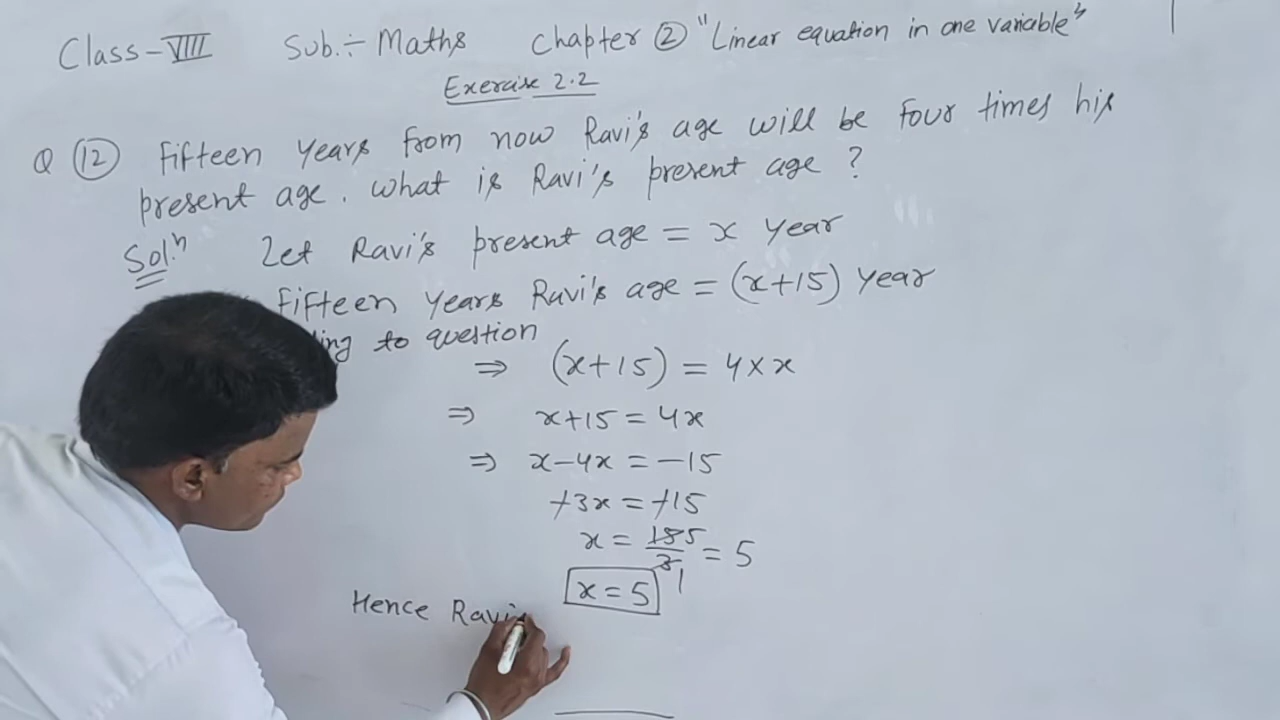 Class-VIII Sub.÷ Maths Chapter ② "Linear equation in one variable"
Exercise 2.2
Q ⑫ Fifteen years from now Ravi's age will be four times his
present age. what is Ravi's present age ?
Solⁿ Let Ravi's present age = x year
fifteen years Ravi's age = (x+15) year
to question
⇒ (x+15) = 4×x
⇒ x+15 = 4x
⇒ x-4x = -15
+3x = +15
x = 15/3 = 5
x = 5
Hence Ravi's